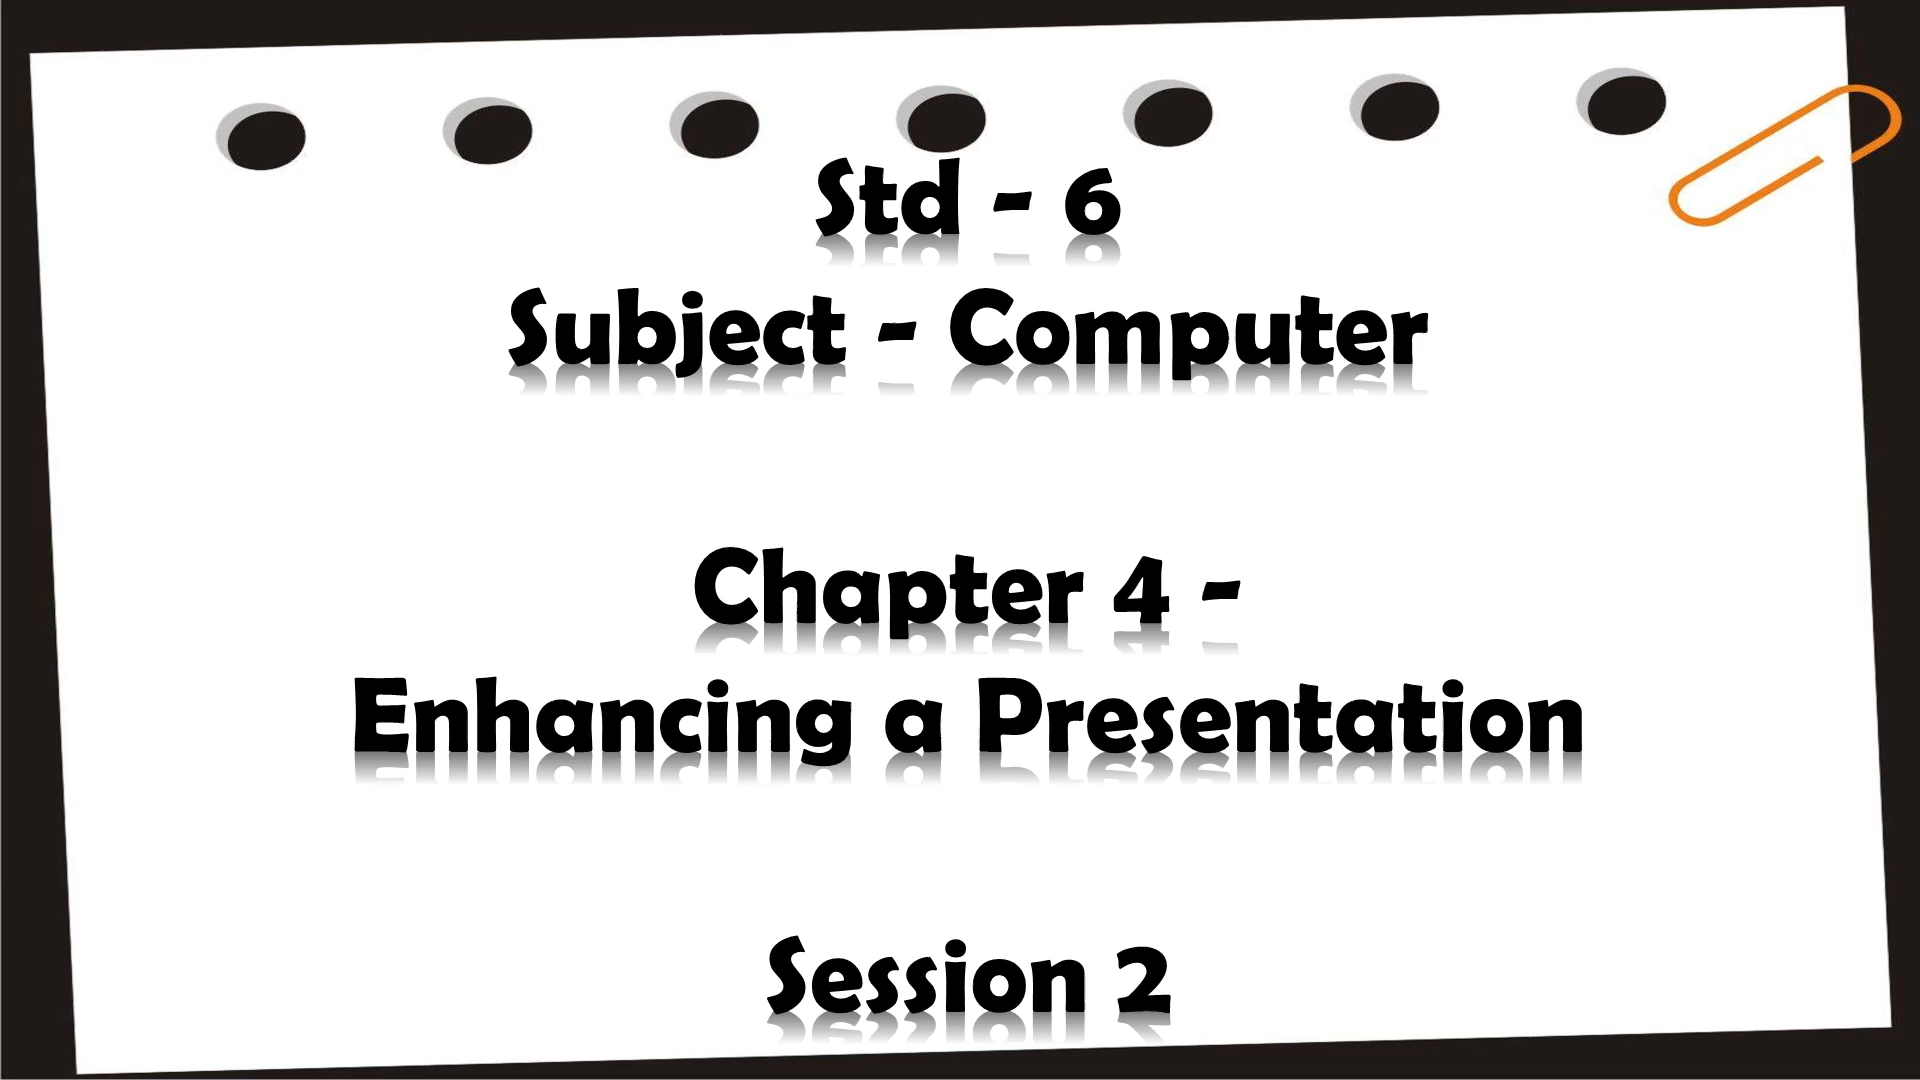 Std - 6
Subject - Computer
Chapter 4 -
Enhancing a Presentation
Session 2